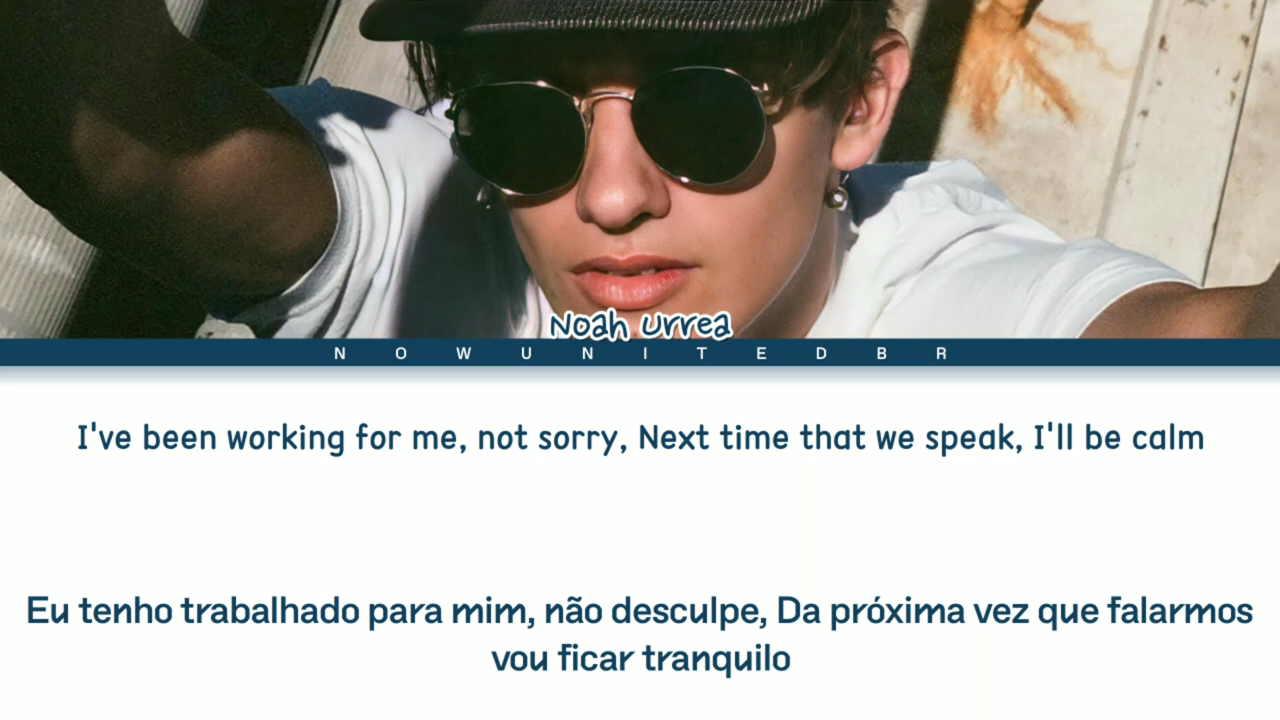 Noah Urrea
NOWUNITEDBR
I've been working for me, not sorry, Next time that we speak, I'll be calm
Eu tenho trabalhado para mim, não desculpe, Da próxima vez que falarmos
vou ficar tranquilo